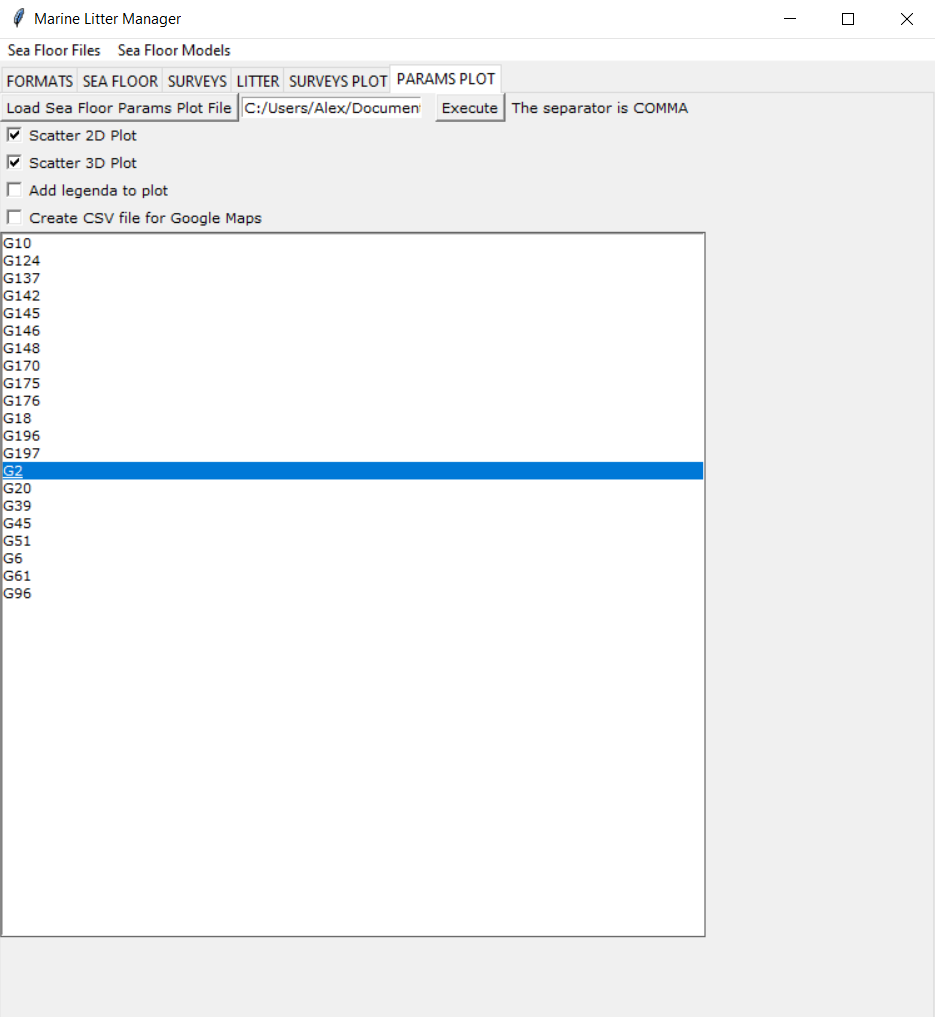 Marine Litter Manager
Sea Floor Files Sea Floor Models
FORMATS SEA FLOOR SURVEYS LITTER SURVEYS PLOT PARAMS PLOT
Load Sea Floor Params Plot File C:/Users/Alex/Document Execute The separator is COMMA
Scatter 2D Plot
Scatter 3D Plot
Add legenda to plot
Create CSV file for Google Maps
G10
G124
G137
G142
G145
G146
G148
G170
G175
G176
G18
G196
G197
G2
G20
G39
G45
G51
G6
G61
G96